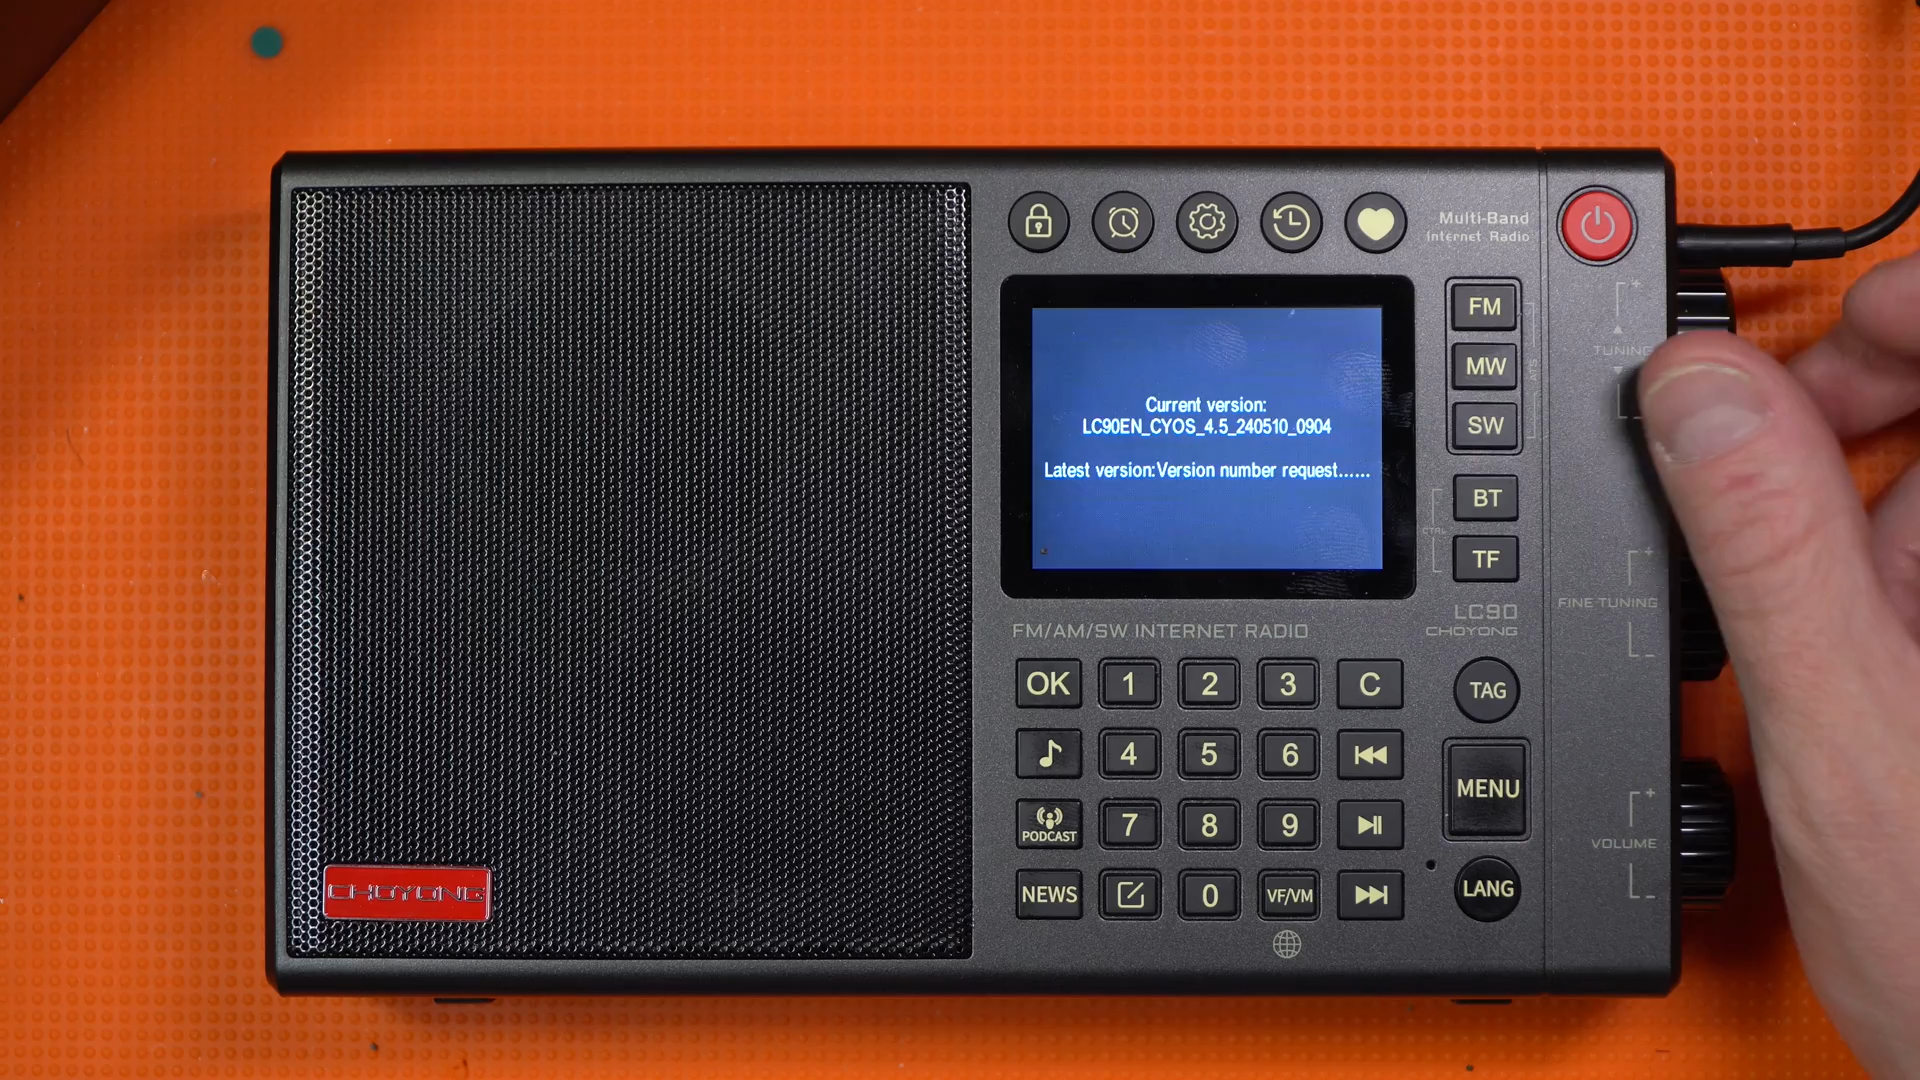 Multi-Band
Internet Radio
FM
MW
SW
ATS
TUNING
Current version:
LC90EN_CYOS_4.5_240510_0904
Latest version:Version number request......
BT
TF
CTRL
LC90
CHOYONG
FINE TUNING
FM/AM/SW INTERNET RADIO
OK 1 2 3 C
TAG
4 5 6
MENU
PODCAST 7 8 9
VOLUME
NEWS 0 VF/VM
LANG
CHOYONG